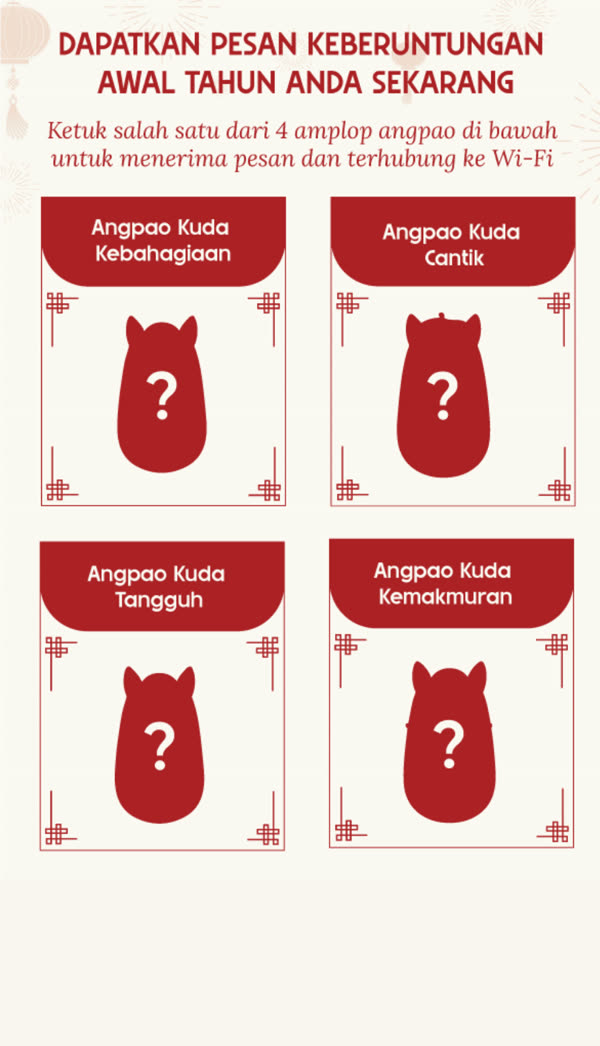 DAPATKAN PESAN KEBERUNTUNGAN
AWAL TAHUN ANDA SEKARANG
Ketuk salah satu dari 4 amplop angpao di bawah
untuk menerima pesan dan terhubung ke Wi-Fi
Angpao Kuda
Kebahagiaan
?
Angpao Kuda
Cantik
?
Angpao Kuda
Tangguh
?
Angpao Kuda
Kemakmuran
?